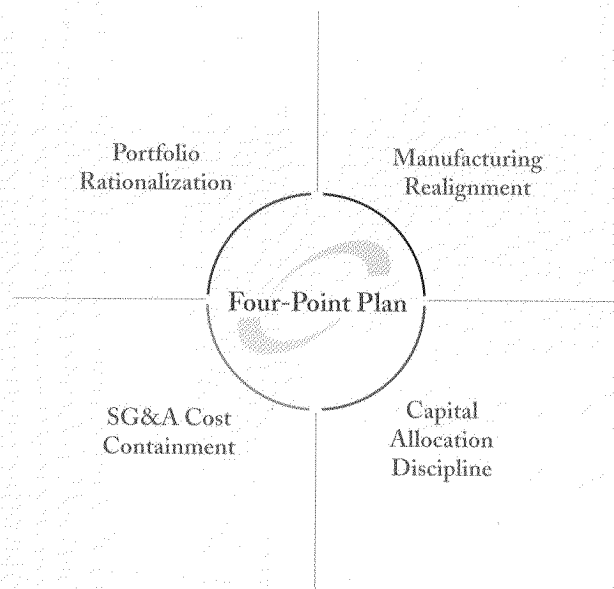 Portfolio
Rationalization
Manufacturing
Realignment
Four-Point Plan
SG&A Cost
Containment
Capital
Allocation
Discipline